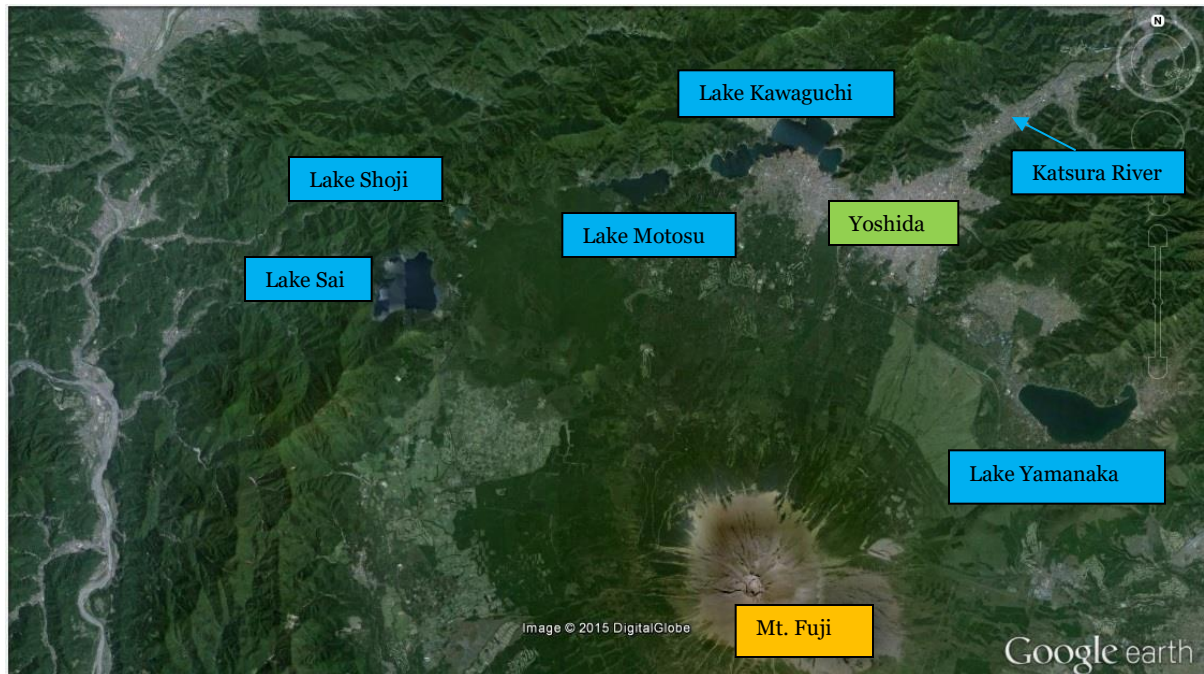 N
Lake Kawaguchi
Katsura River
Lake Shoji
Lake Motosu
Yoshida
Lake Sai
Lake Yamanaka
Mt. Fuji
Image © 2015 DigitalGlobe
Google earth